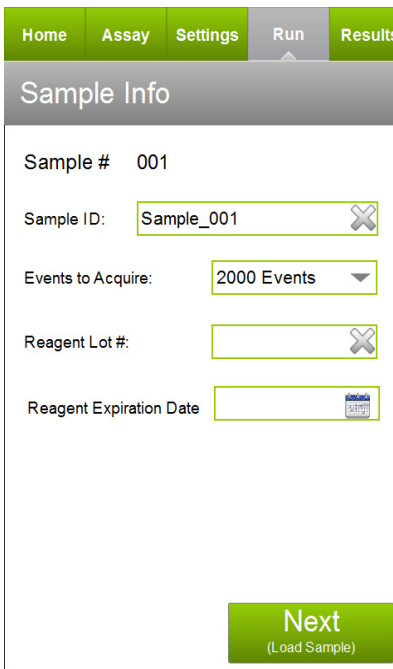 Home Assay Settings Run Results
Sample Info
Sample # 001
Sample ID: Sample_001
Events to Acquire: 2000 Events
Reagent Lot #:
Reagent Expiration Date
Next
(Load Sample)